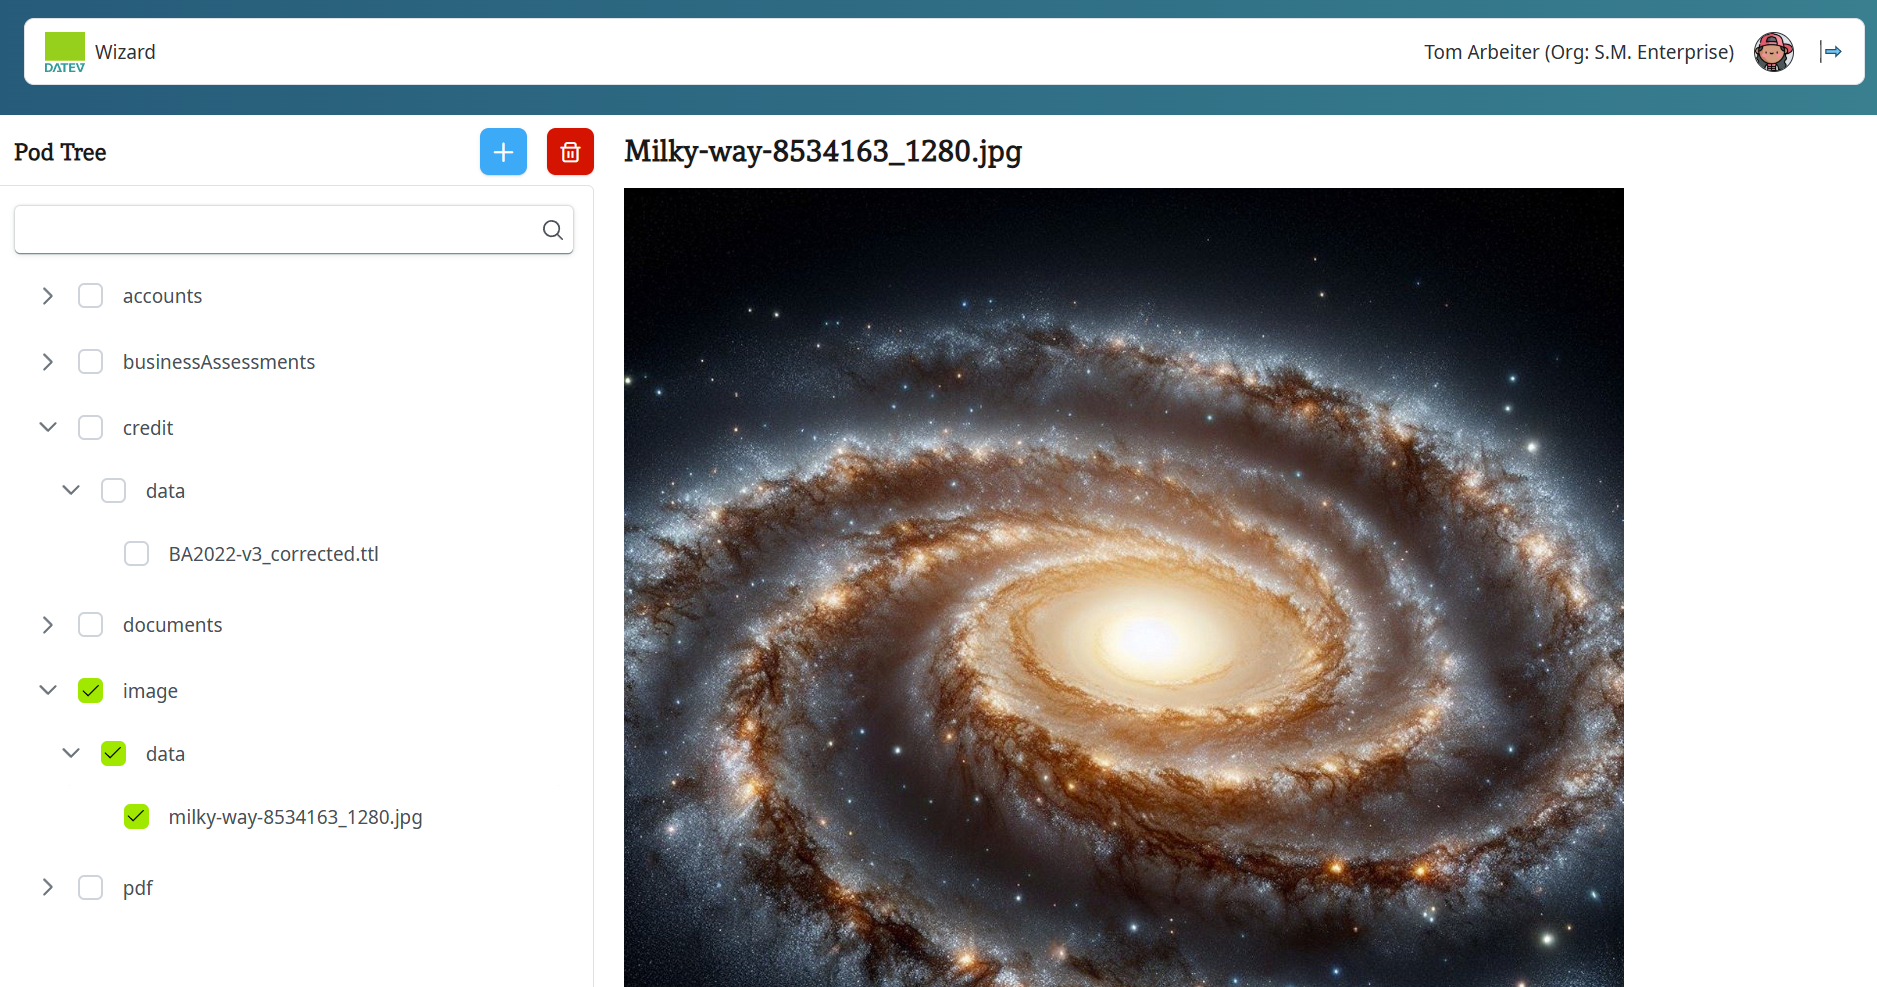 DATEV
Wizard
Tom Arbeiter (Org: S.M. Enterprise)
Pod Tree
Milky-way-8534163_1280.jpg
accounts
businessAssessments
credit
data
BA2022-v3_corrected.ttl
documents
image
data
milky-way-8534163_1280.jpg
pdf